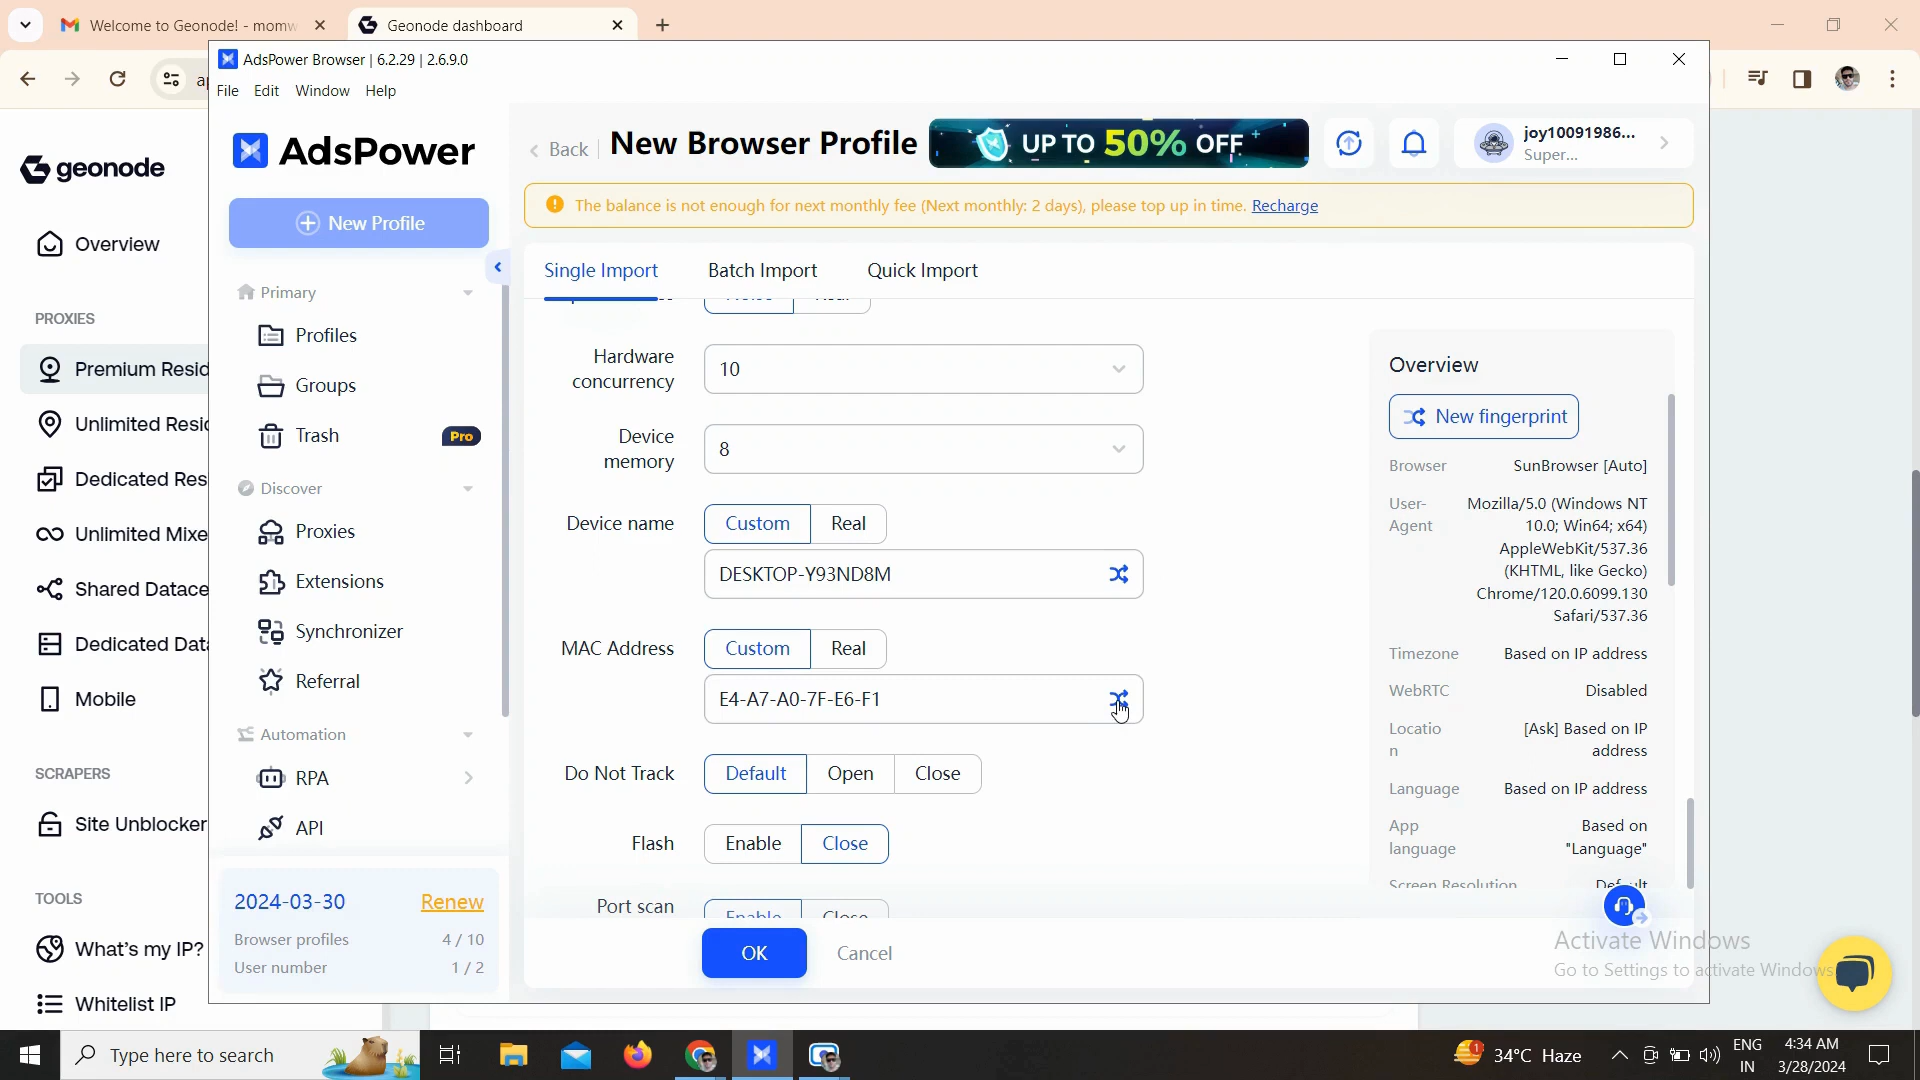 Welcome to Geonode! - momw
Geonode dashboard
AdsPower Browser | 6.2.29 | 2.6.9.0
File Edit Window Help
geonode
Overview
PROXIES
Premium Resid
Unlimited Resid
Dedicated Res
Unlimited Mixe
Shared Datace
Dedicated Data
Mobile
SCRAPERS
Site Unblocker
TOOLS
What's my IP?
Whitelist IP
AdsPower
New Profile
Primary
Profiles
Groups
Trash Pro
Discover
Proxies
Extensions
Synchronizer
Referral
Automation
RPA
API
2024-03-30 Renew
Browser profiles 4 / 10
User number 1 / 2
Back New Browser Profile
UP TO 50% OFF
joy10091986...
Super...
The balance is not enough for next monthly fee (Next monthly: 2 days), please top up in time. Recharge
Single Import Batch Import Quick Import
Hardware
concurrency
10
Device
memory
8
Device name Custom Real
DESKTOP-Y93ND8M
MAC Address Custom Real
E4-A7-A0-7F-E6-F1
Do Not Track Default Open Close
Flash Enable Close
Port scan Enable Close
OK Cancel
Overview
New fingerprint
Browser SunBrowser [Auto]
User-
Agent
Mozilla/5.0 (Windows NT
10.0; Win64; x64)
AppleWebKit/537.36
(KHTML, like Gecko)
Chrome/120.0.6099.130
Safari/537.36
Timezone Based on IP address
WebRTC Disabled
Locatio
n
[Ask] Based on IP
address
Language Based on IP address
App
language
Based on
"Language"
Screen Resolution Default
Activate Windows
Go to Settings to activate Windows
Type here to search
1
34°C Haze
ENG
IN
4:34 AM
3/28/2024